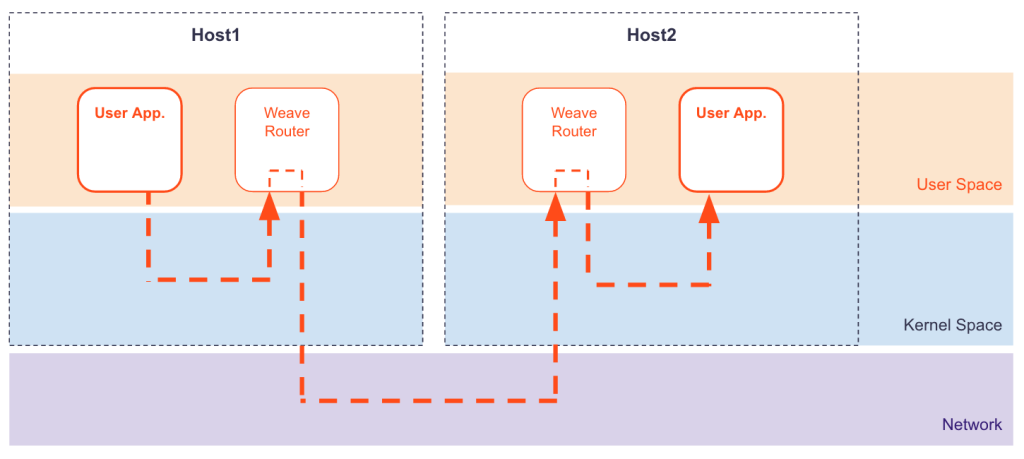 Host1
Host2
User App.
Weave
Router
Weave
Router
User App.
User Space
Kernel Space
Network